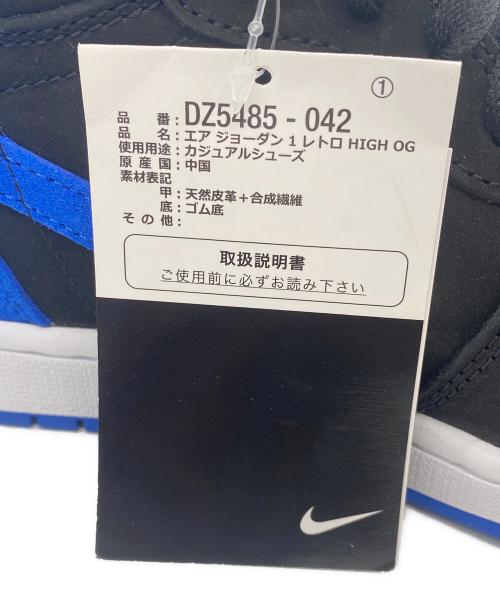 ①
品番：DZ5485 - 042
品名：エア ジョーダン 1 レトロ HIGH OG
使用用途：カジュアルシューズ
原産国：中国
素材表記
甲：天然皮革＋合成繊維
底：ゴム底
その他：
取扱説明書
ご使用前に必ずお読み下さい